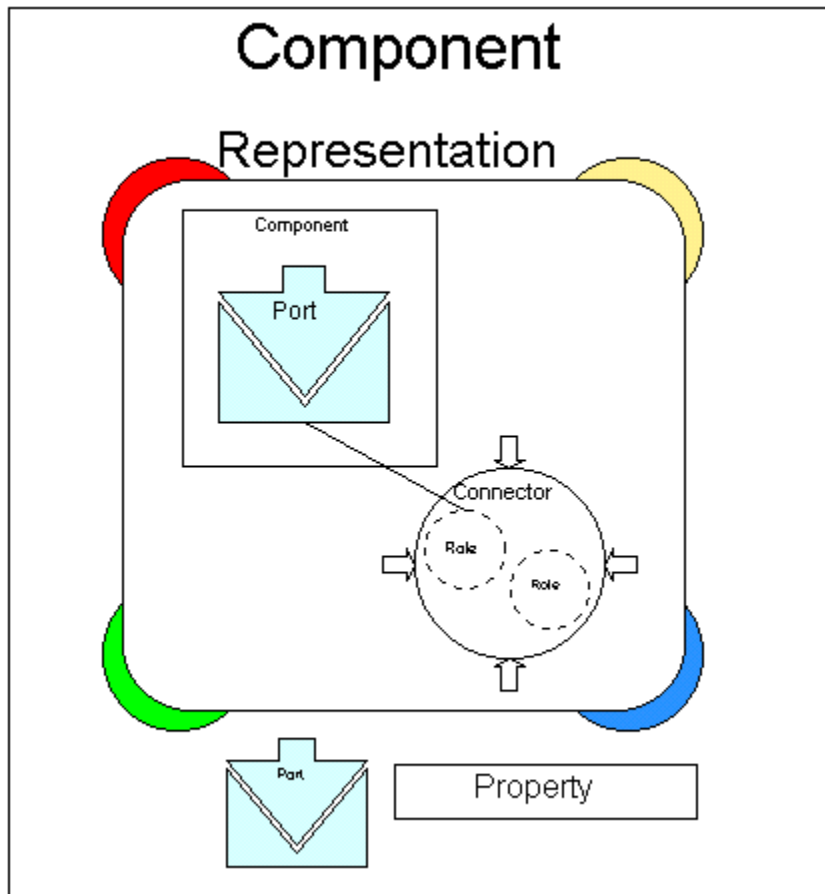 Component
Representation
Component
Port
Connector
Role
Role
Port
Property